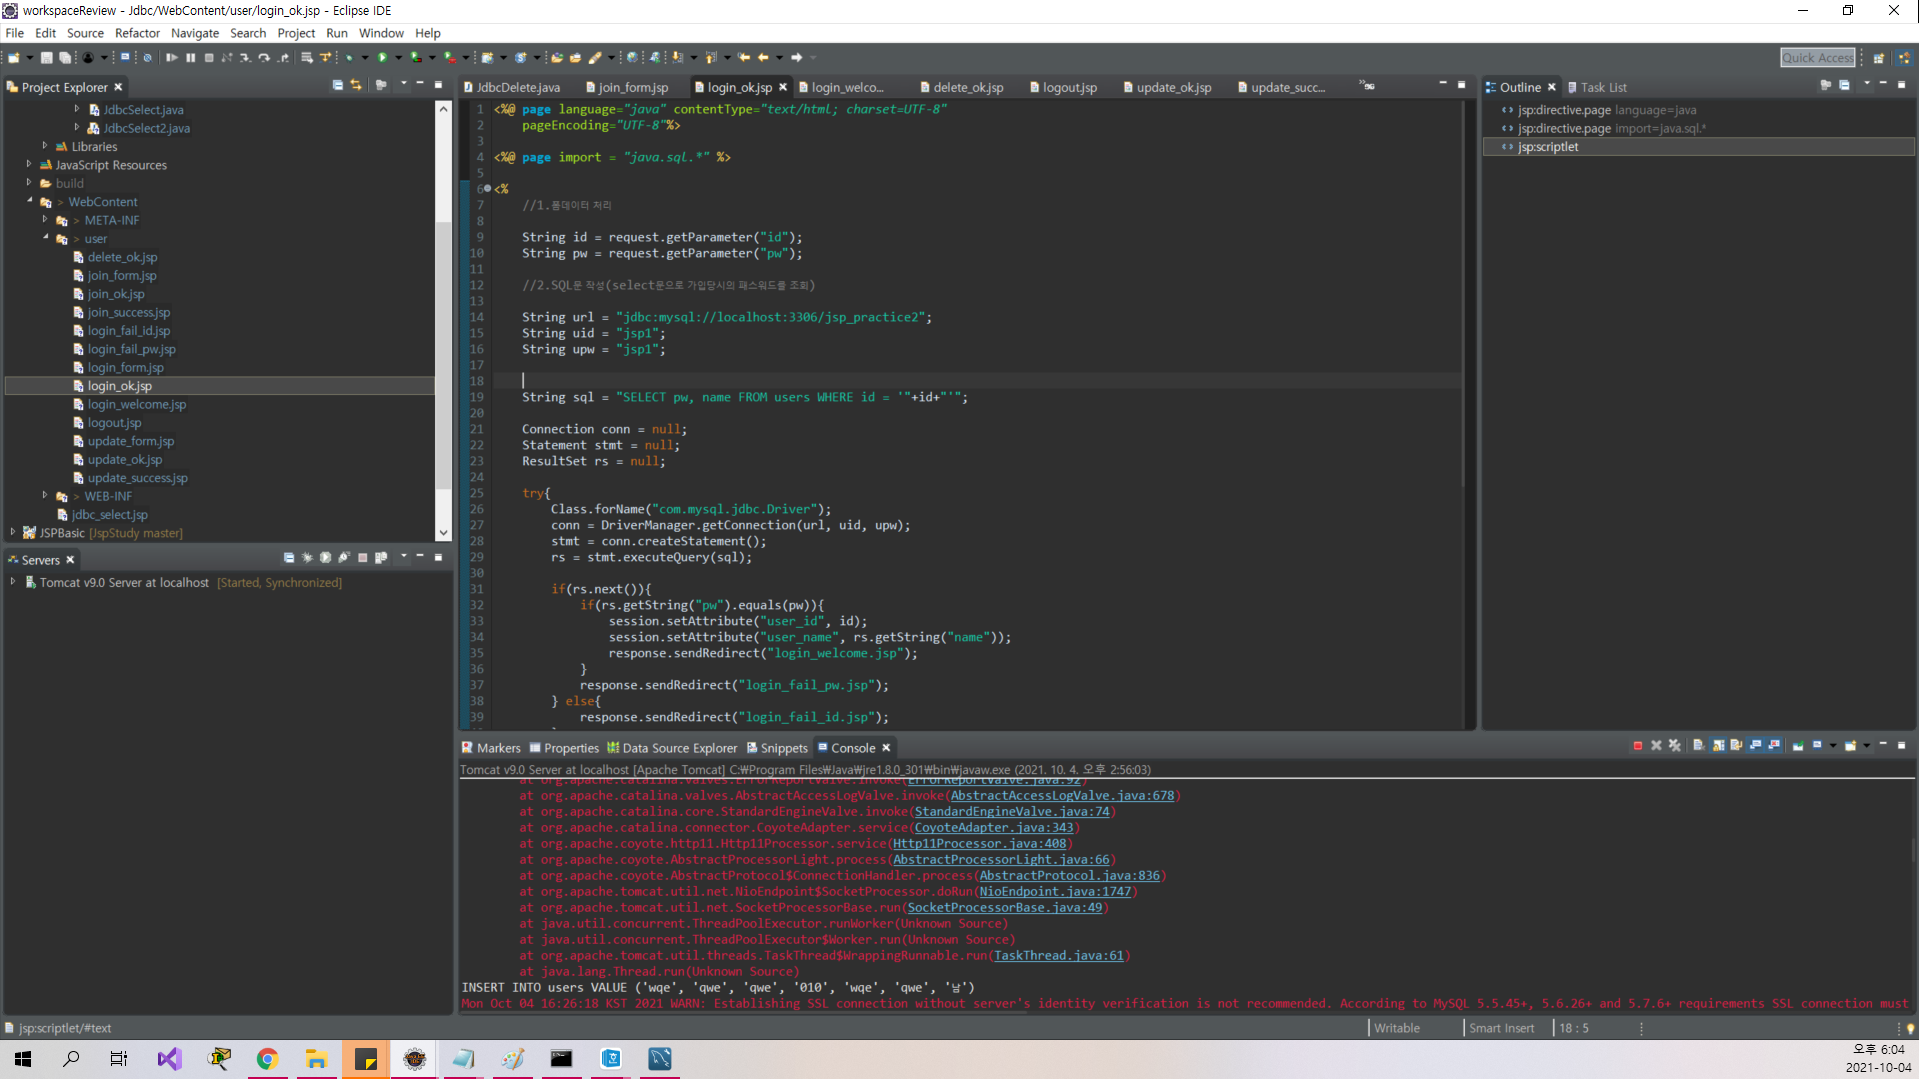 workspaceReview - Jdbc/WebContent/user/login_ok.jsp - Eclipse IDE
File Edit Source Refactor Navigate Search Project Run Window Help
Quick Access
Project Explorer
JdbcSelect.java
JdbcSelect2.java
Libraries
JavaScript Resources
build
> WebContent
> META-INF
> user
delete_ok.jsp
join_form.jsp
join_ok.jsp
join_success.jsp
login_fail_id.jsp
login_fail_pw.jsp
login_form.jsp
login_ok.jsp
login_welcome.jsp
logout.jsp
update_form.jsp
update_ok.jsp
update_success.jsp
> WEB-INF
jdbc_select.jsp
JSPBasic [JspStudy master]
Servers
Tomcat v9.0 Server at localhost [Started, Synchronized]
JdbcDelete.java join_form.jsp login_ok.jsp login_welco... delete_ok.jsp logout.jsp update_ok.jsp update_succ...
1 <%@ page language="java" contentType="text/html; charset=UTF-8"
2 pageEncoding="UTF-8"%>
3
4 <%@ page import = "java.sql.*" %>
5
6 <%
7 //1.폼데이터 처리
8
9 String id = request.getParameter("id");
10 String pw = request.getParameter("pw");
11
12 //2.SQL문 작성(select문으로 가입당시의 패스워드를 조회)
13
14 String url = "jdbc:mysql://localhost:3306/jsp_practice2";
15 String uid = "jsp1";
16 String upw = "jsp1";
17
18
19 String sql = "SELECT pw, name FROM users WHERE id = '"+id+"'";
20
21 Connection conn = null;
22 Statement stmt = null;
23 ResultSet rs = null;
24
25 try{
26 Class.forName("com.mysql.jdbc.Driver");
27 conn = DriverManager.getConnection(url, uid, upw);
28 stmt = conn.createStatement();
29 rs = stmt.executeQuery(sql);
30
31 if(rs.next()){
32 if(rs.getString("pw").equals(pw)){
33 session.setAttribute("user_id", id);
34 session.setAttribute("user_name", rs.getString("name"));
35 response.sendRedirect("login_welcome.jsp");
36 }
37 response.sendRedirect("login_fail_pw.jsp");
38 } else{
39 response.sendRedirect("login_fail_id.jsp");
Outline Task List
jsp:directive.page language=java
jsp:directive.page import=java.sql.*
jsp:scriptlet
Markers Properties Data Source Explorer Snippets Console
Tomcat v9.0 Server at localhost [Apache Tomcat] C:₩Program Files₩Java₩jre1.8.0_301₩bin₩javaw.exe (2021. 10. 4. 오후 2:56:03)
at org.apache.catalina.valves.ErrorReportValve.invoke(ErrorReportValve.java:92)
at org.apache.catalina.valves.AbstractAccessLogValve.invoke(AbstractAccessLogValve.java:678)
at org.apache.catalina.core.StandardEngineValve.invoke(StandardEngineValve.java:74)
at org.apache.catalina.connector.CoyoteAdapter.service(CoyoteAdapter.java:343)
at org.apache.coyote.http11.Http11Processor.service(Http11Processor.java:408)
at org.apache.coyote.AbstractProcessorLight.process(AbstractProcessorLight.java:66)
at org.apache.coyote.AbstractProtocol$ConnectionHandler.process(AbstractProtocol.java:836)
at org.apache.tomcat.util.net.NioEndpoint$SocketProcessor.doRun(NioEndpoint.java:1747)
at org.apache.tomcat.util.net.SocketProcessorBase.run(SocketProcessorBase.java:49)
at java.util.concurrent.ThreadPoolExecutor.runWorker(Unknown Source)
at java.util.concurrent.ThreadPoolExecutor$Worker.run(Unknown Source)
at org.apache.tomcat.util.threads.TaskThread$WrappingRunnable.run(TaskThread.java:61)
at java.lang.Thread.run(Unknown Source)
INSERT INTO users VALUE ('wqe', 'qwe', 'qwe', '010', 'wqe', 'qwe', '남')
Mon Oct 04 16:26:18 KST 2021 WARN: Establishing SSL connection without server's identity verification is not recommended. According to MySQL 5.5.45+, 5.6.26+ and 5.7.6+ requirements SSL connection must
jsp:scriptlet/#text Writable Smart Insert 18 : 5
오후 6:04
2021-10-04